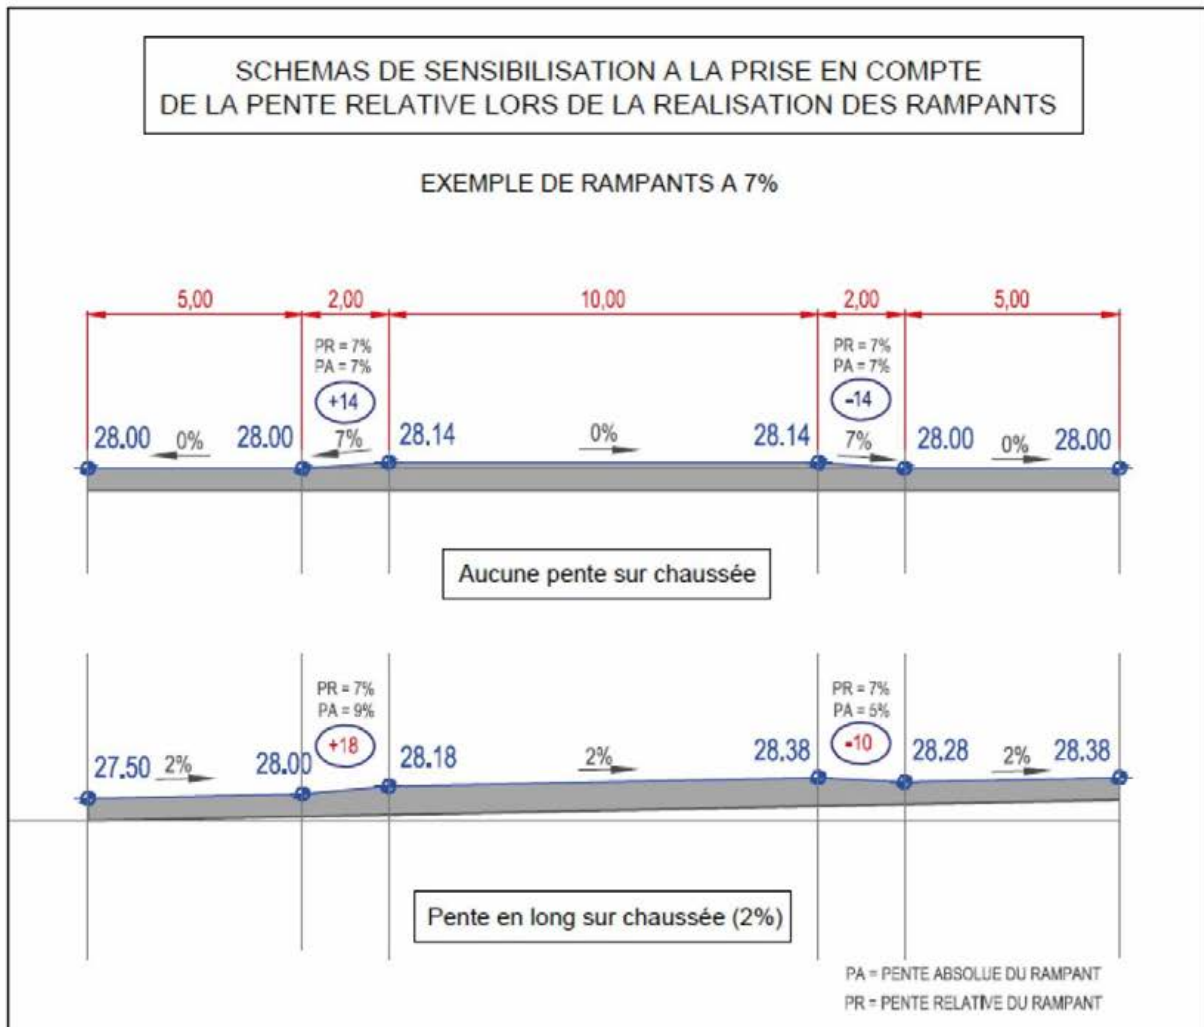 SCHEMAS DE SENSIBILISATION A LA PRISE EN COMPTE
DE LA PENTE RELATIVE LORS DE LA REALISATION DES RAMPANTS
EXEMPLE DE RAMPANTS A 7%
5,00 2,00 10,00 2,00 5,00
PR = 7% PR = 7%
PA = 7% PA = 7%
+14 -14
28.00 0% 28.00 7% 28.14 0% 28.14 7% 28.00 0% 28.00
Aucune pente sur chaussée
PR = 7% PR = 7%
PA = 9% PA = 5%
+18 -10
27.50 2% 28.00 28.18 2% 28.38 28.28 2% 28.38
Pente en long sur chaussée (2%)
PA = PENTE ABSOLUE DU RAMPANT
PR = PENTE RELATIVE DU RAMPANT